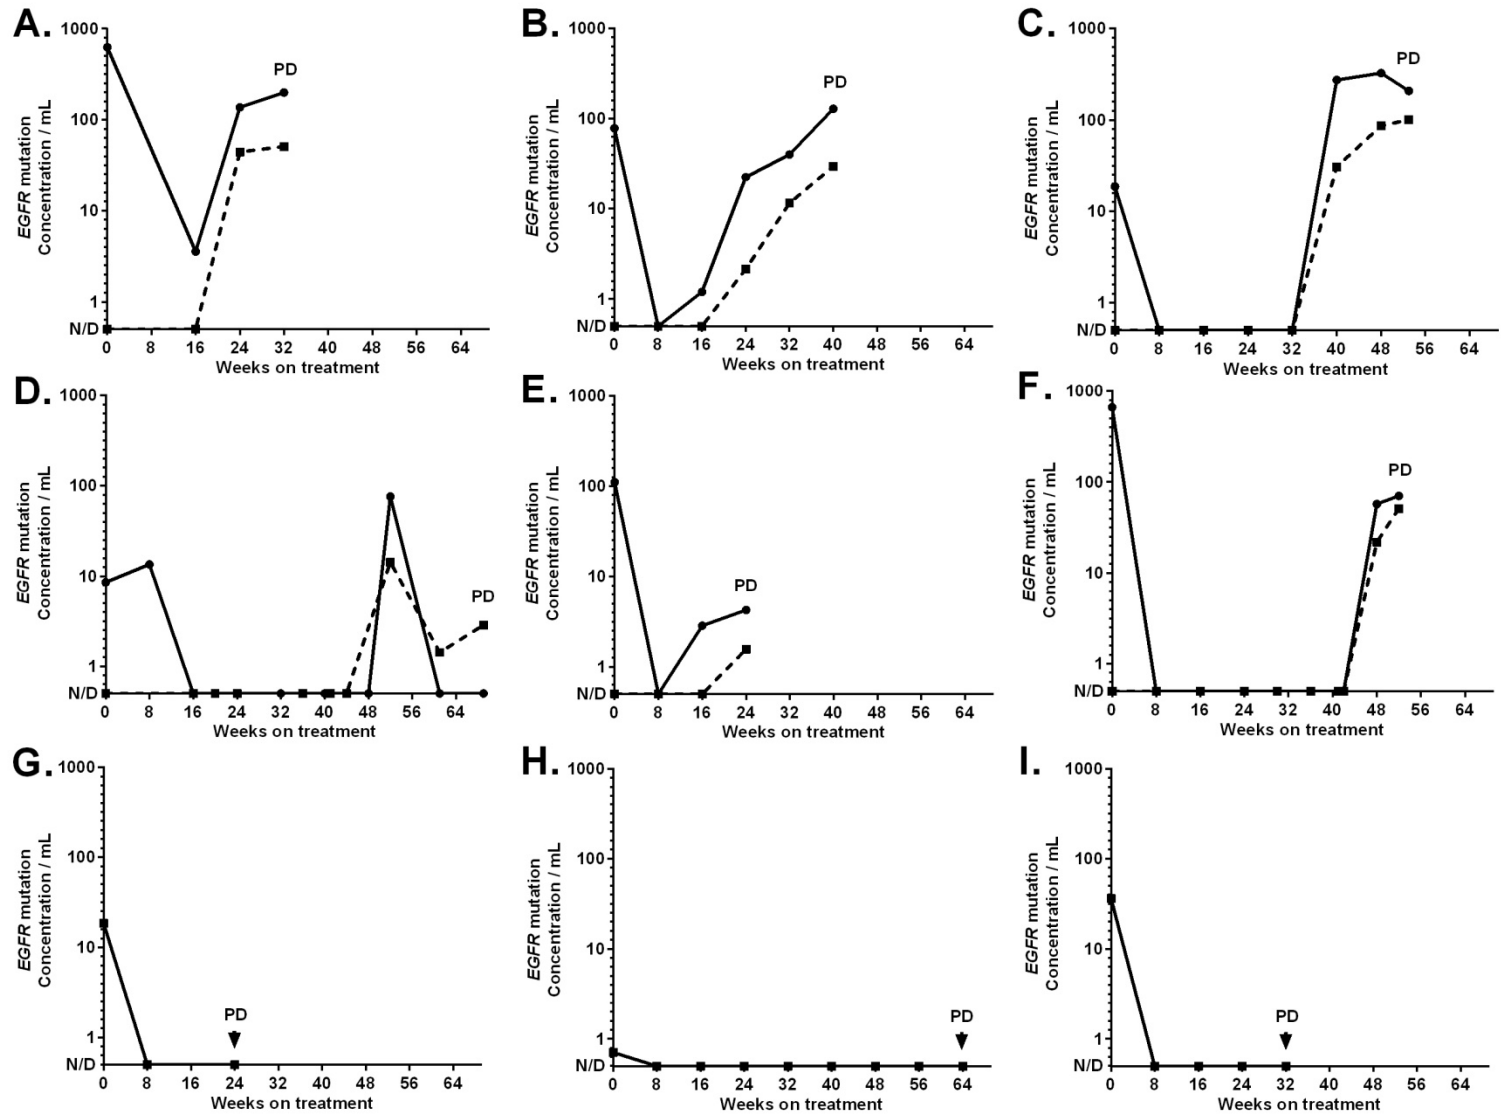 A.
1000
100
10
1
N/D
EGFR mutation
Concentration / mL
PD
0 8 16 24 32 40 48 56 64
Weeks on treatment
B.
1000
100
10
1
N/D
EGFR mutation
Concentration / mL
PD
0 8 16 24 32 40 48 56 64
Weeks on treatment
C.
1000
100
10
1
N/D
EGFR mutation
Concentration / mL
PD
0 8 16 24 32 40 48 56 64
Weeks on treatment
D.
1000
100
10
1
N/D
EGFR mutation
Concentration / mL
PD
0 8 16 24 32 40 48 56 64
Weeks on treatment
E.
1000
100
10
1
N/D
EGFR mutation
Concentration / mL
PD
0 8 16 24 32 40 48 56 64
Weeks on treatment
F.
1000
100
10
1
N/D
EGFR mutation
Concentration / mL
PD
0 8 16 24 32 40 48 56 64
Weeks on treatment
G.
1000
100
10
1
N/D
EGFR mutation
Concentration / mL
PD
0 8 16 24 32 40 48 56 64
Weeks on treatment
H.
1000
100
10
1
N/D
EGFR mutation
Concentration / mL
PD
0 8 16 24 32 40 48 56 64
Weeks on treatment
I.
1000
100
10
1
N/D
EGFR mutation
Concentration / mL
PD
0 8 16 24 32 40 48 56 64
Weeks on treatment